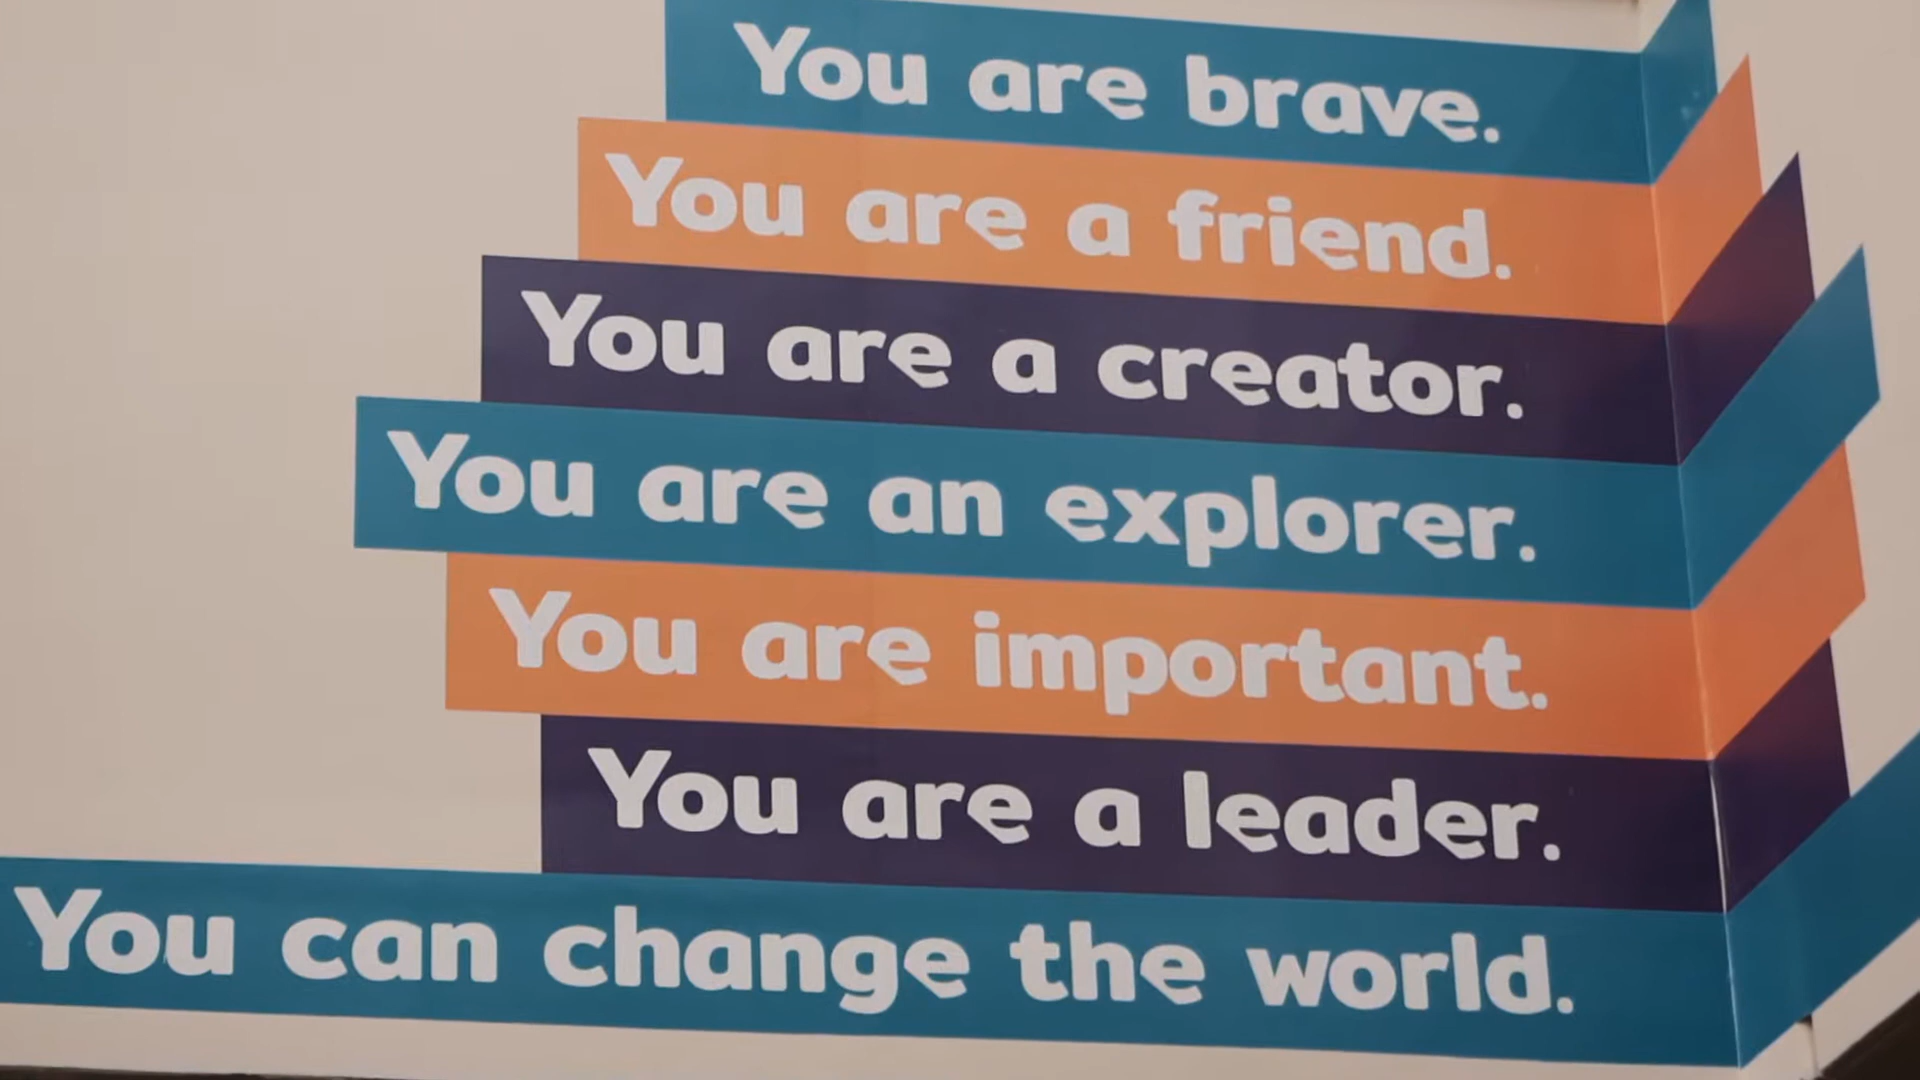 You are brave.
You are a friend.
You are a creator.
You are an explorer.
You are important.
You are a leader.
You can change the world.